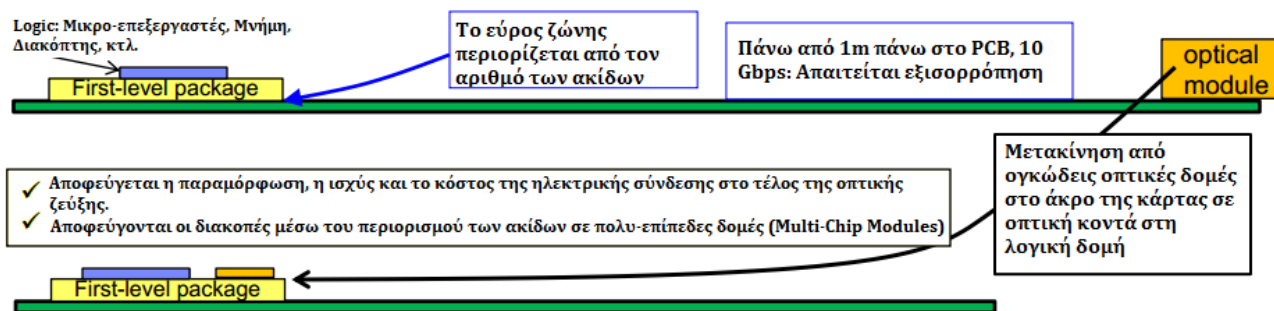 Logic: Μικρο-επεξεργαστές, Μνήμη,
Διακόπτης, κτλ.
First-level package
Το εύρος ζώνης
περιορίζεται από τον
αριθμό των ακίδων
Πάνω από 1m πάνω στο PCB, 10
Gbps: Απαιτείται εξισορρόπηση
optical
module
Μετακίνηση από
ογκώδεις οπτικές δομές
στο άκρο της κάρτας σε
οπτική κοντά στη
λογική δομή
✓ Αποφεύγεται η παραμόρφωση, η ισχύς και το κόστος της ηλεκτρικής σύνδεσης στο τέλος της οπτικής
ζεύξης.
✓ Αποφεύγονται οι διακοπές μέσω του περιορισμού των ακίδων σε πολυ-επίπεδες δομές (Multi-Chip Modules)
First-level package